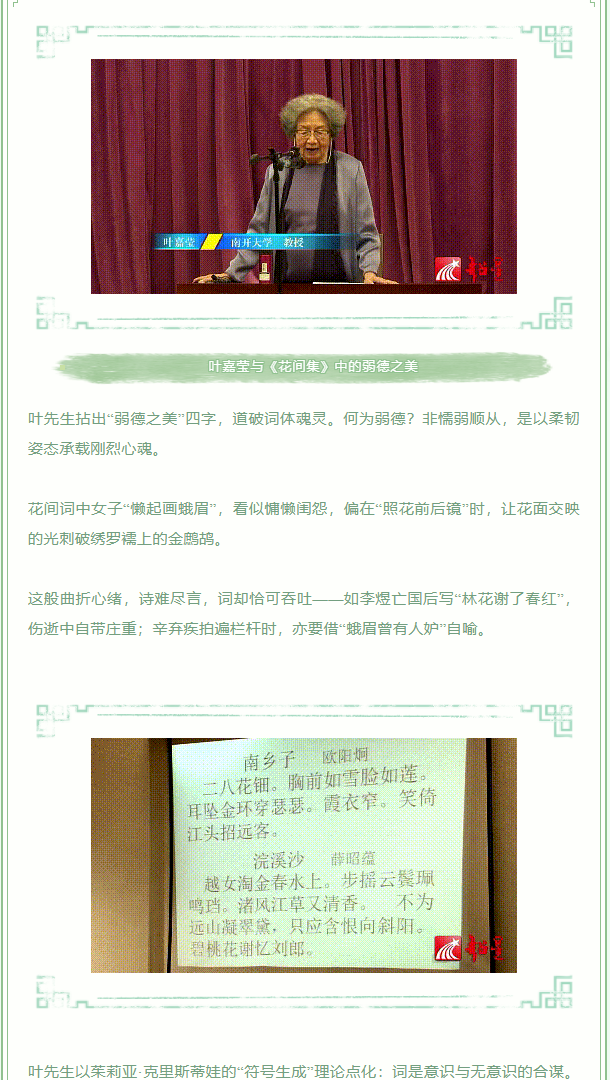 叶嘉莹
南开大学 教授
叶嘉莹与《花间集》中的弱德之美
叶先生拈出“弱德之美”四字，道破词体魂灵。何为弱德？非懦弱顺从，是以柔韧
姿态承载刚烈心魂。
花间词中女子“懒起画蛾眉”，看似慵懒闺怨，偏在“照花前后镜”时，让花面交映
的光刺破绣罗襦上的金鹧鸪。
这般曲折心绪，诗难尽言，词却恰可吞吐——如李煜亡国后写“林花谢了春红”，
伤逝中自带庄重；辛弃疾拍遍栏杆时，亦要借“蛾眉曾有人妒”自喻。
南乡子 欧阳炯
二八花钿。胸前如雪脸如莲。
耳坠金环穿瑟瑟。霞衣窄。笑倚
江头招远客。
浣溪沙 薛昭蕴
越女淘金春水上。步摇云鬓珮
鸣珰。渚风江草又清香。 不为
远山凝翠黛，只应含恨向斜阳。
碧桃花谢忆刘郎。
叶先生以茱莉亚·克里斯蒂娃的“符号生成”理论点化：词是意识与无意识的合谋。